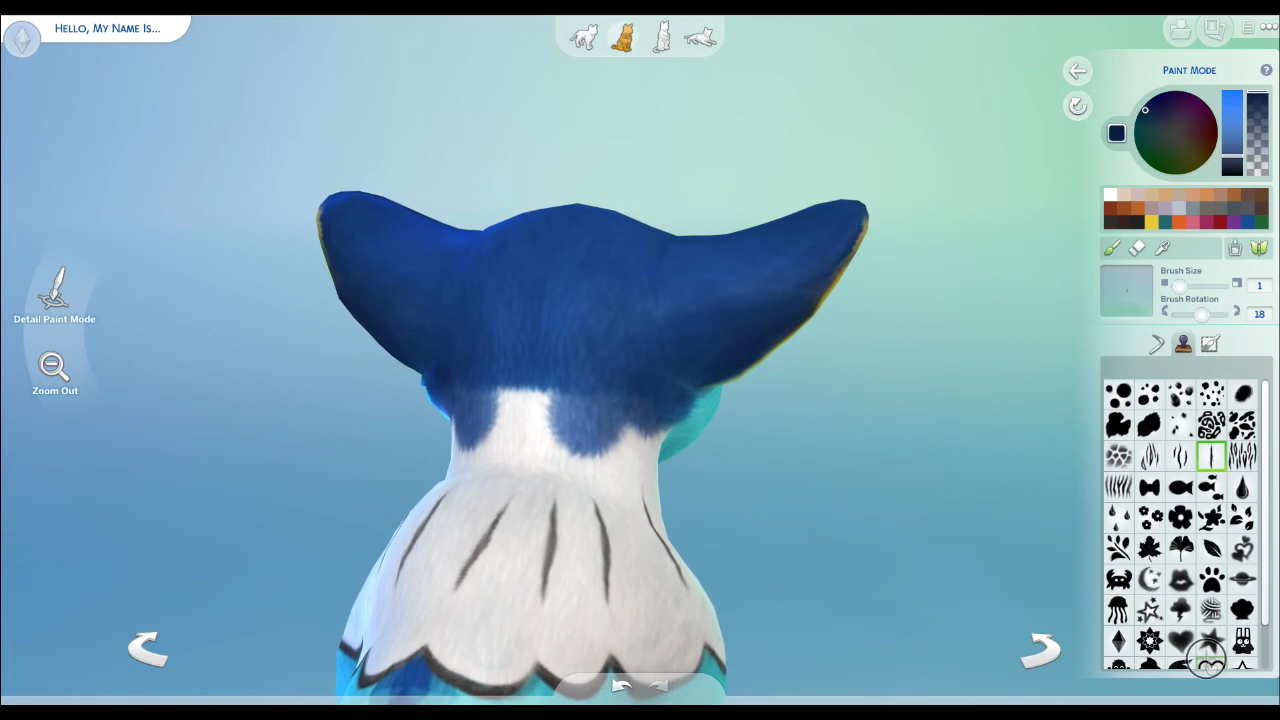 Hello, My Name Is...
Paint Mode
?
Brush Size
1
Brush Rotation
18
Detail Paint Mode
Zoom Out